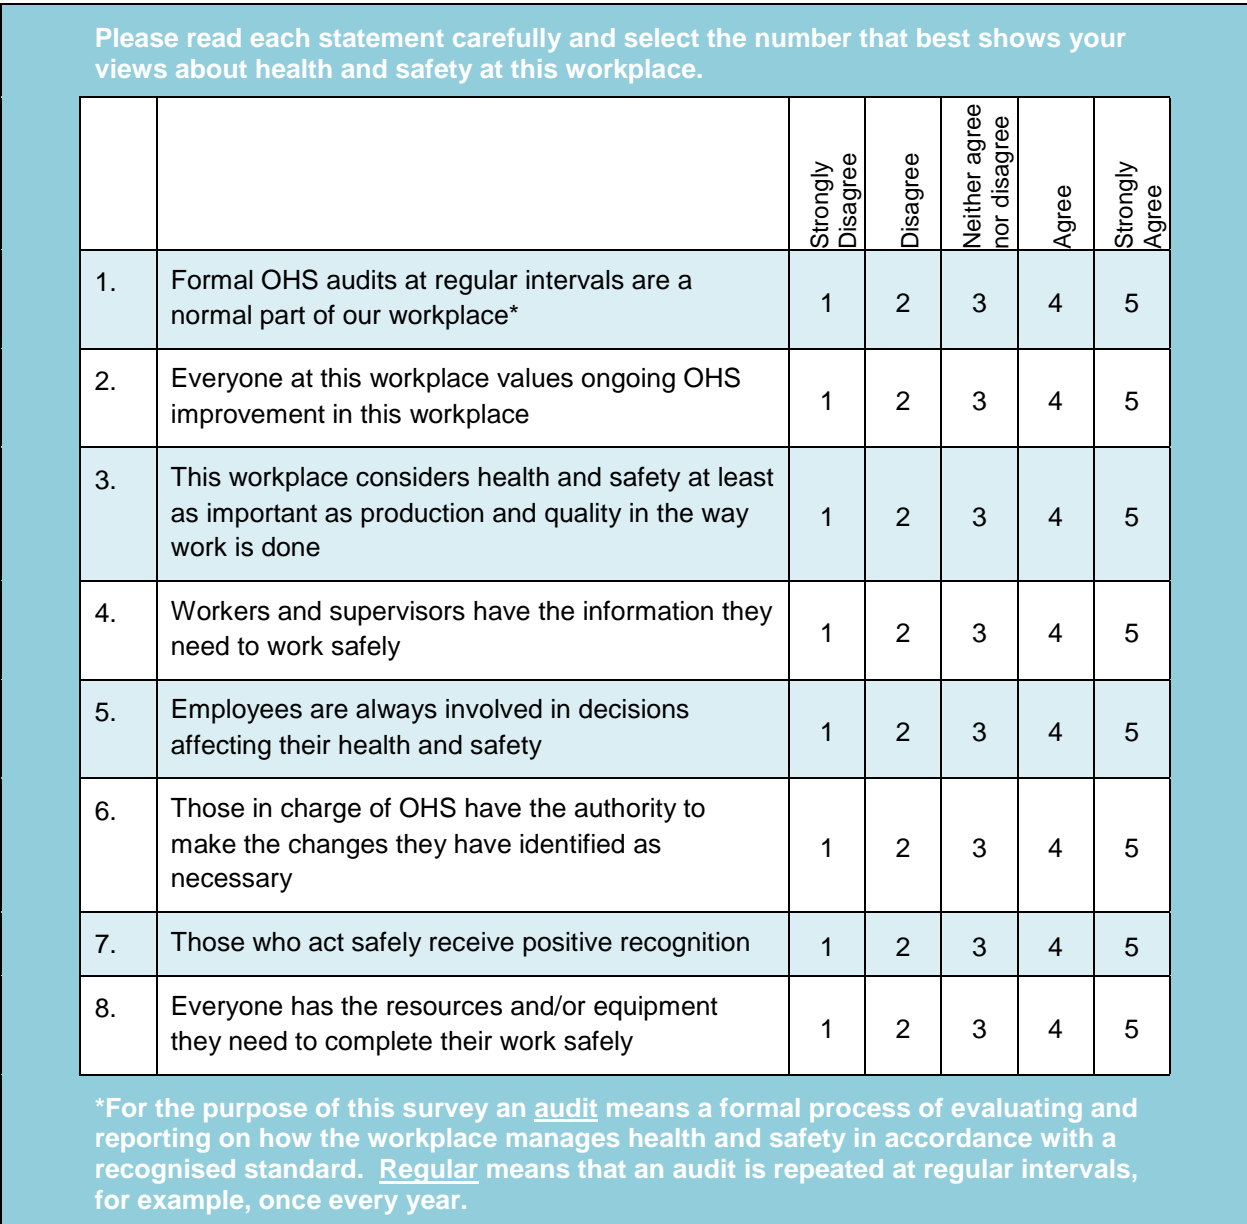 Please read each statement carefully and select the number that best shows your
views about health and safety at this workplace.
Strongly
Disagree
Disagree
Neither agree
nor disagree
Agree
Strongly
Agree
1. Formal OHS audits at regular intervals are a
normal part of our workplace*
1 2 3 4 5
2. Everyone at this workplace values ongoing OHS
improvement in this workplace
1 2 3 4 5
3. This workplace considers health and safety at least
as important as production and quality in the way
work is done
1 2 3 4 5
4. Workers and supervisors have the information they
need to work safely
1 2 3 4 5
5. Employees are always involved in decisions
affecting their health and safety
1 2 3 4 5
6. Those in charge of OHS have the authority to
make the changes they have identified as
necessary
1 2 3 4 5
7. Those who act safely receive positive recognition 1 2 3 4 5
8. Everyone has the resources and/or equipment
they need to complete their work safely
1 2 3 4 5
*For the purpose of this survey an audit means a formal process of evaluating and
reporting on how the workplace manages health and safety in accordance with a
recognised standard. Regular means that an audit is repeated at regular intervals,
for example, once every year.